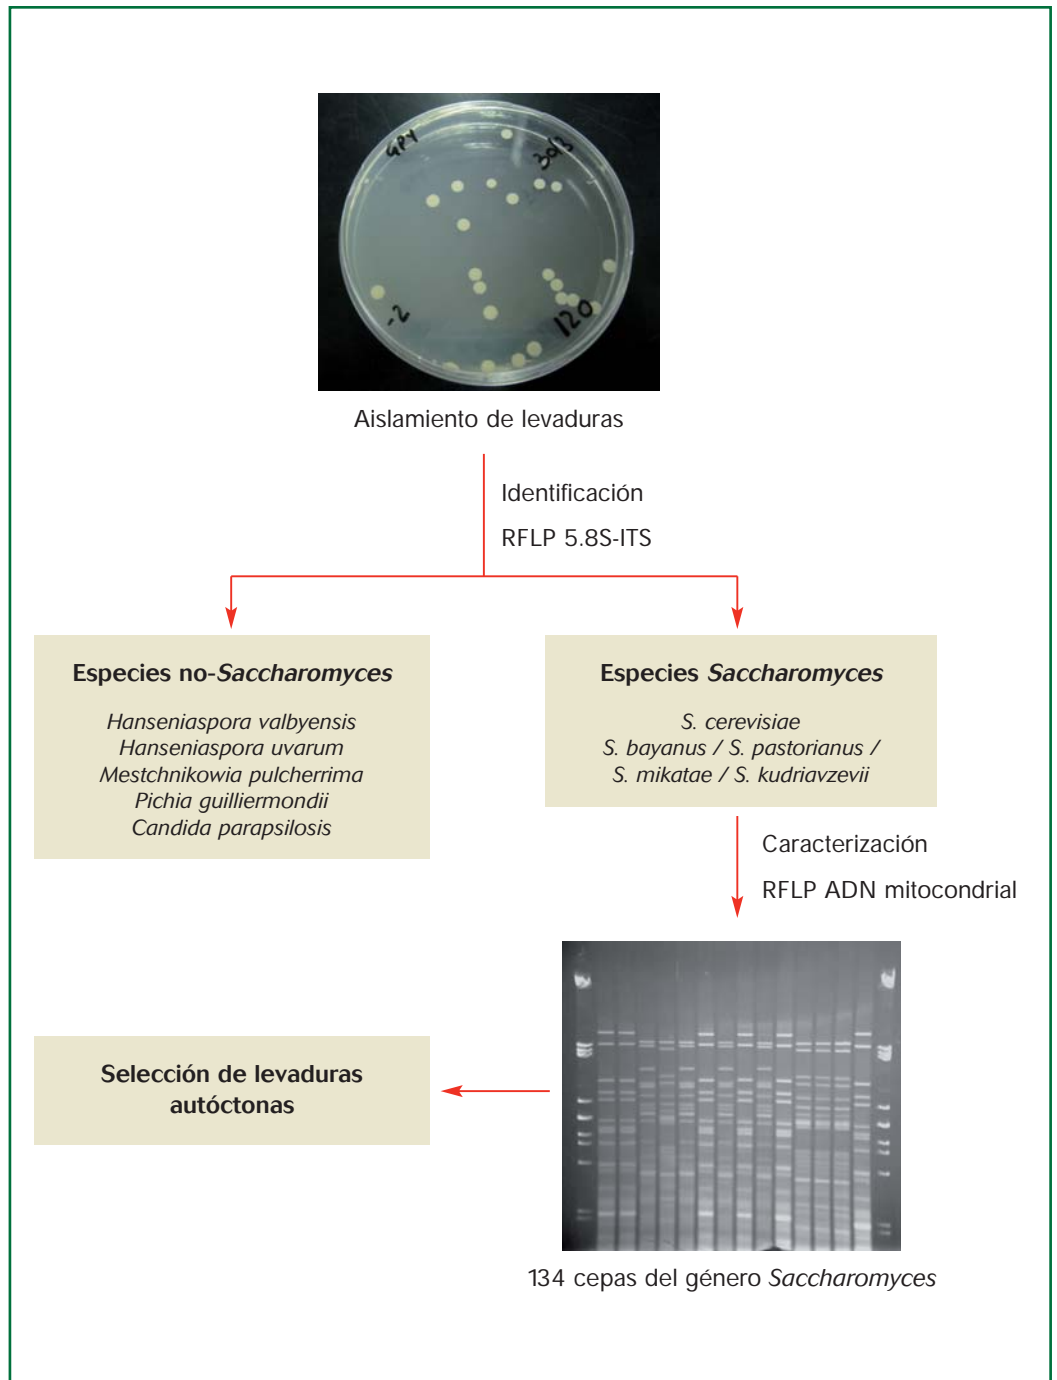 GPY
30/3
-2
120
Aislamiento de levaduras
Identificación
RFLP 5.8S-ITS
Especies no-Saccharomyces
Hanseniaspora valbyensis
Hanseniaspora uvarum
Mestchnikowia pulcherrima
Pichia guilliermondii
Candida parapsilosis
Especies Saccharomyces
S. cerevisiae
S. bayanus / S. pastorianus /
S. mikatae / S. kudriavzevii
Caracterización
RFLP ADN mitocondrial
Selección de levaduras
autóctonas
134 cepas del género Saccharomyces